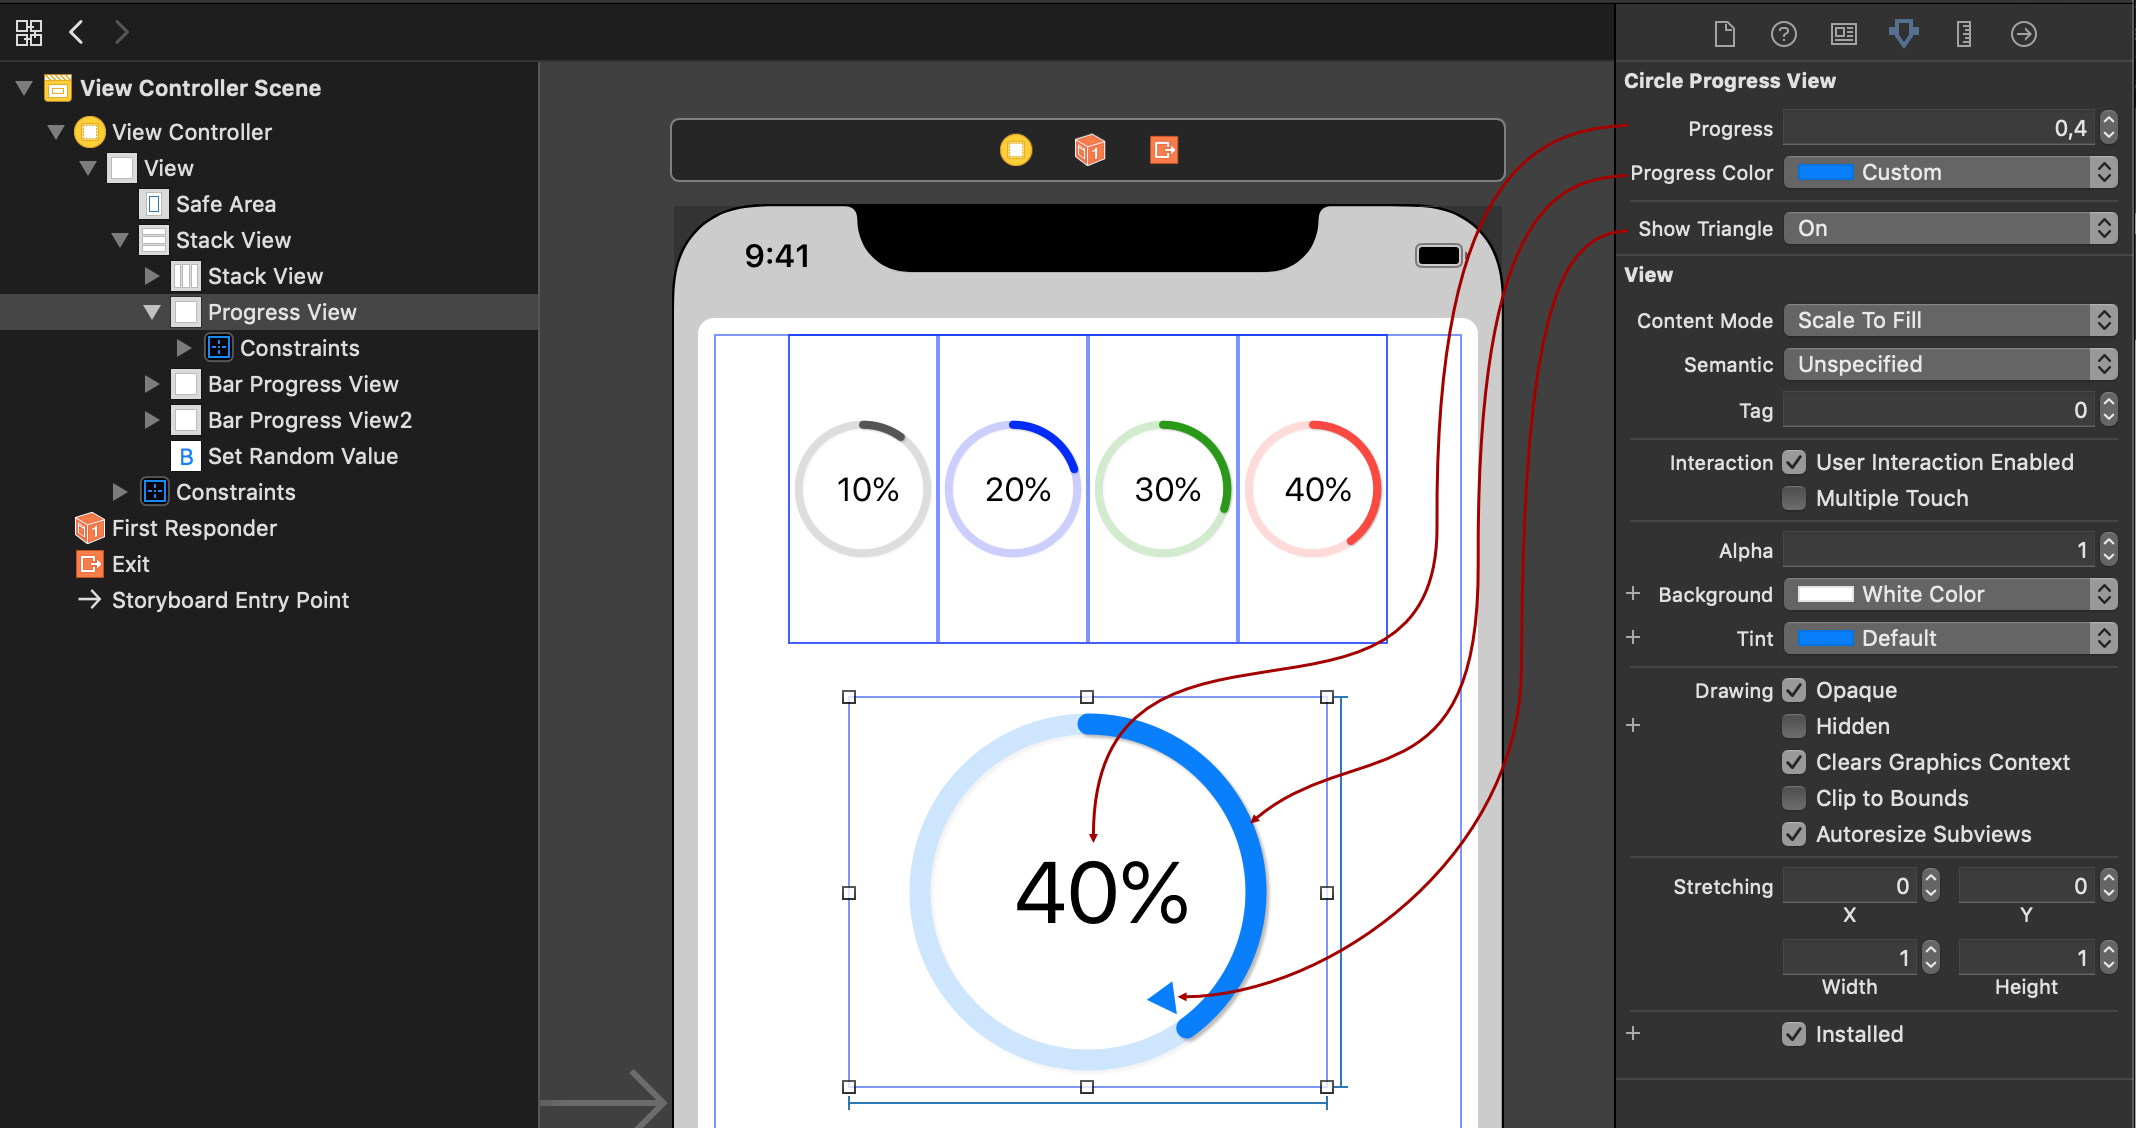 View Controller Scene
View Controller
View
Safe Area
Stack View
Stack View
Progress View
Constraints
Bar Progress View
Bar Progress View2
B Set Random Value
Constraints
1 First Responder
Exit
Storyboard Entry Point
1
9:41
10% 20% 30% 40%
40%
?
Circle Progress View
Progress 0,4
Progress Color Custom
Show Triangle On
View
Content Mode Scale To Fill
Semantic Unspecified
Tag 0
Interaction User Interaction Enabled
Multiple Touch
Alpha 1
+ Background White Color
+ Tint Default
Drawing Opaque
+ Hidden
Clears Graphics Context
Clip to Bounds
Autoresize Subviews
Stretching 0 0
X Y
1 1
Width Height
+ Installed